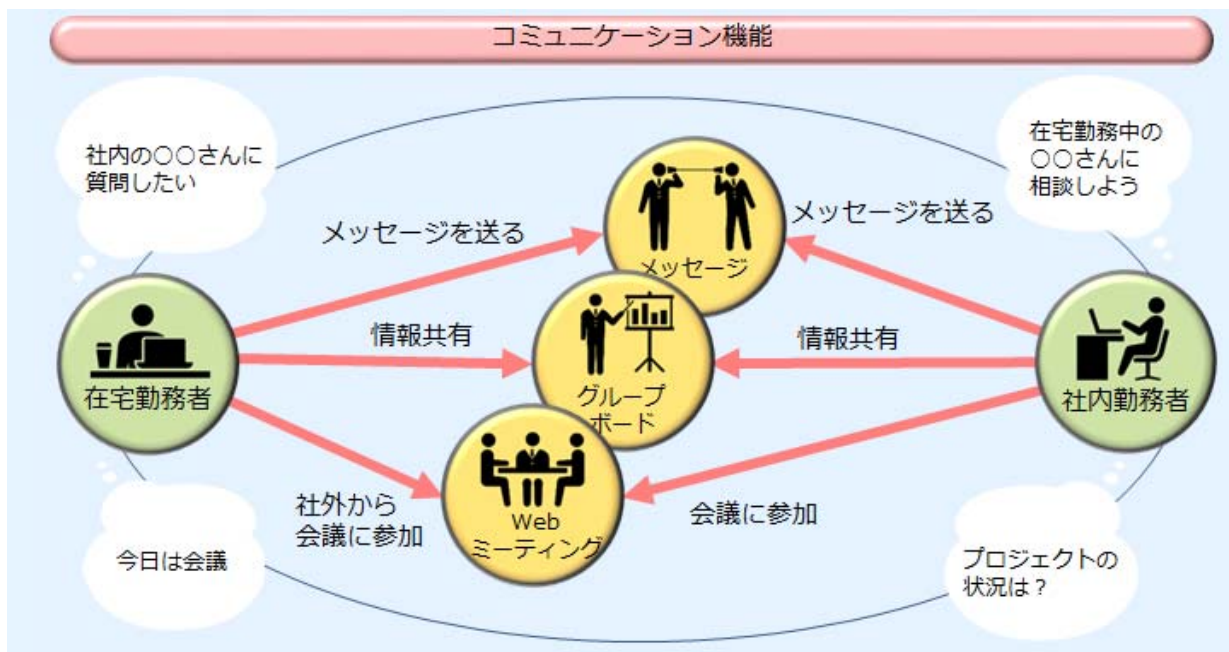 コミュニケーション機能
社内の○○さんに
質問したい
在宅勤務中の
○○さんに
相談しよう
メッセージを送る
メッセージを送る
メッセージ
情報共有
情報共有
在宅勤務者
グループ
ボード
社内勤務者
社外から
会議に参加
会議に参加
Web
ミーティング
今日は会議
プロジェクトの
状況は？